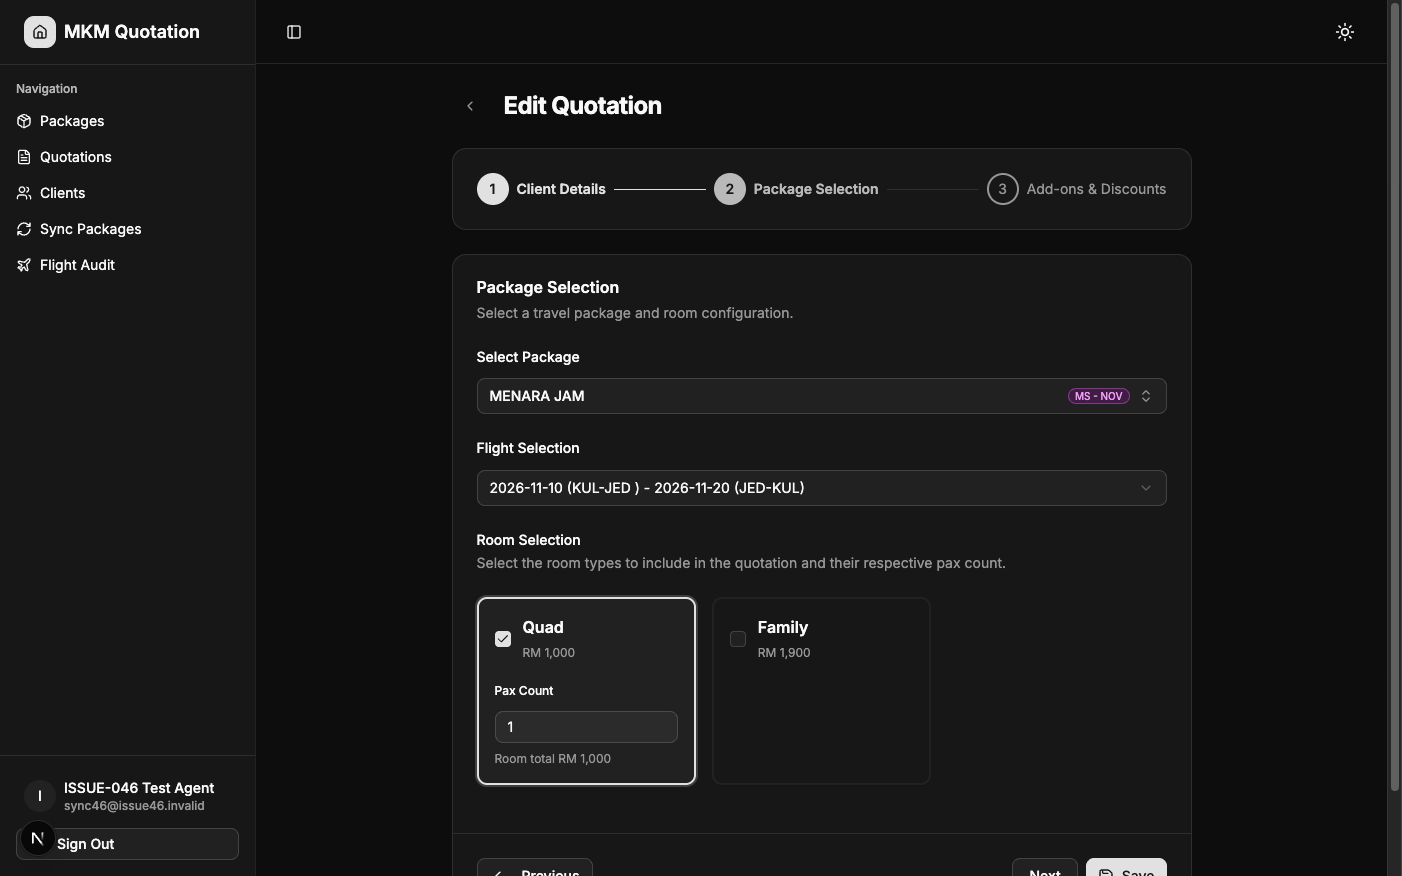 MKM Quotation
Navigation
Packages
Quotations
Clients
Sync Packages
Flight Audit
ISSUE-046 Test Agent
I
sync46@issue46.invalid
N
Sign Out
Edit Quotation
1 Client Details
2 Package Selection
3 Add-ons & Discounts
Package Selection
Select a travel package and room configuration.
Select Package
MENARA JAM MS - NOV
Flight Selection
2026-11-10 (KUL-JED ) - 2026-11-20 (JED-KUL)
Room Selection
Select the room types to include in the quotation and their respective pax count.
Quad
RM 1,000
Pax Count
1
Room total RM 1,000
Family
RM 1,900
Previous
Next
Save